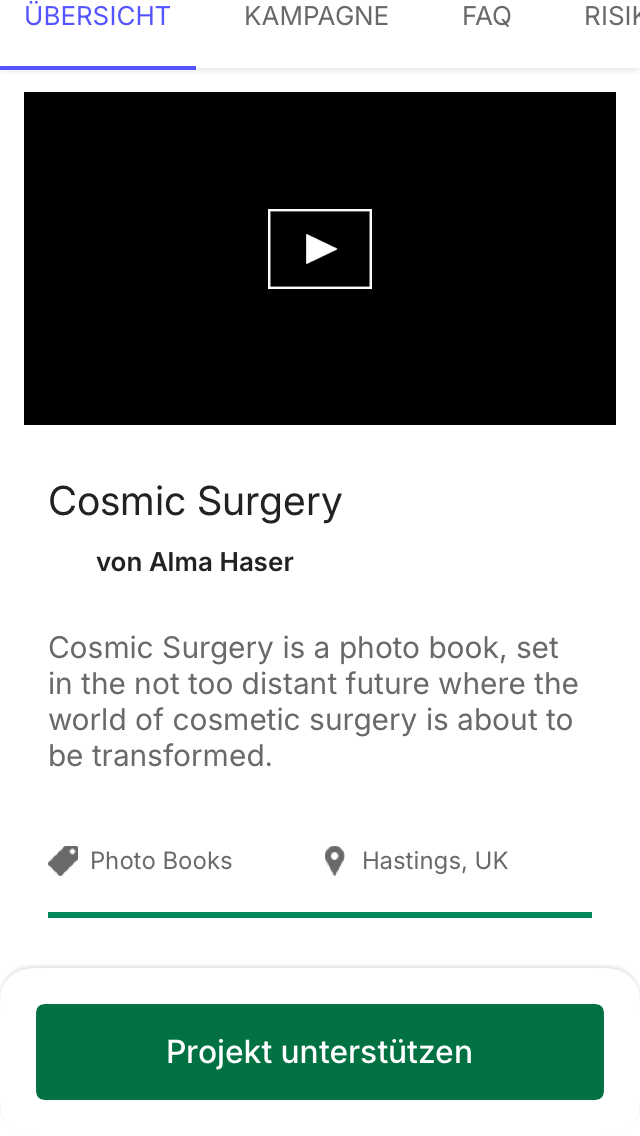 ÜBERSICHT KAMPAGNE FAQ RISIK
Cosmic Surgery
von Alma Haser
Cosmic Surgery is a photo book, set
in the not too distant future where the
world of cosmetic surgery is about to
be transformed.
Photo Books Hastings, UK
Projekt unterstützen